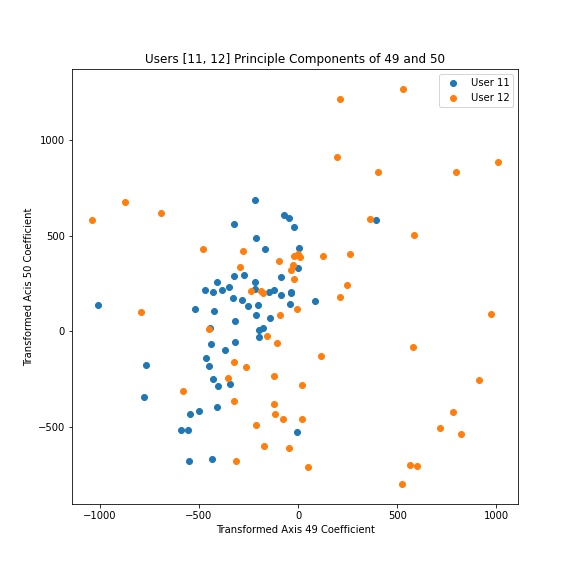 Users [11, 12] Principle Components of 49 and 50
User 11
User 12
1000
500
0
−500
Transformed Acis 50 Coefficient
−1000
−500
0
500
1000
Transformed Axis 49 Coefficient